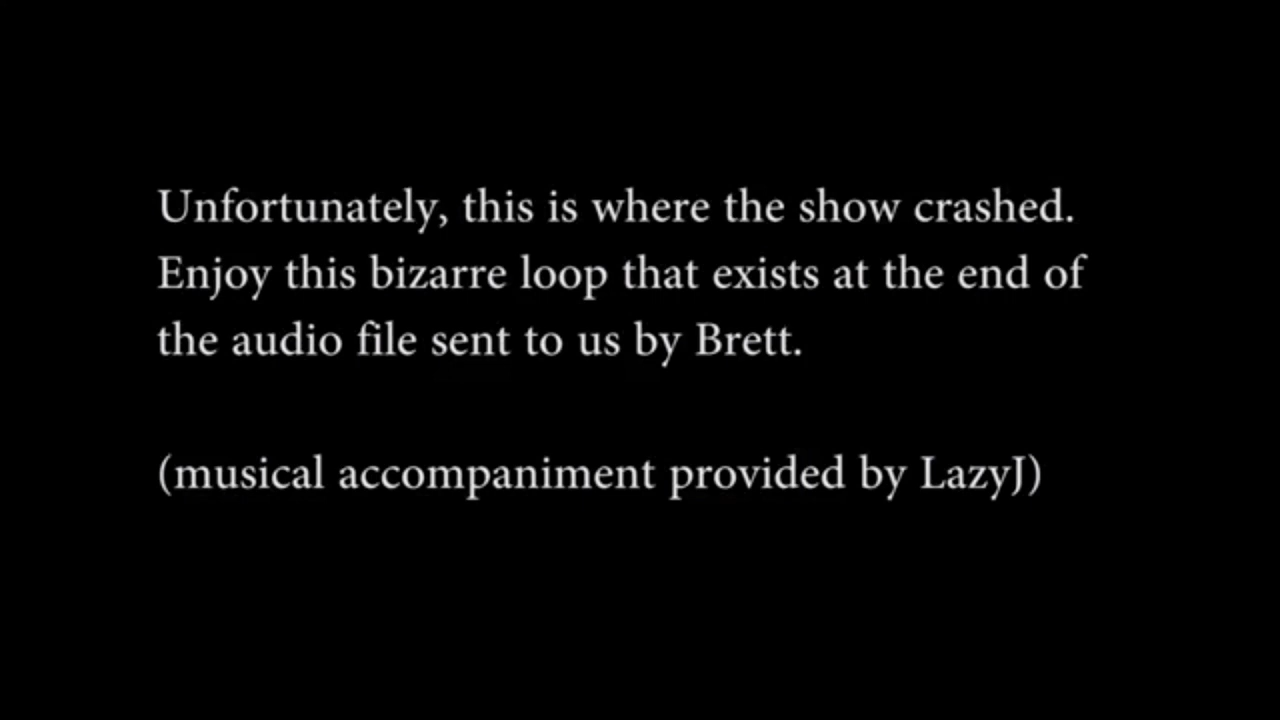 Unfortunately, this is where the show crashed.
Enjoy this bizarre loop that exists at the end of
the audio file sent to us by Brett.
(musical accompaniment provided by LazyJ)